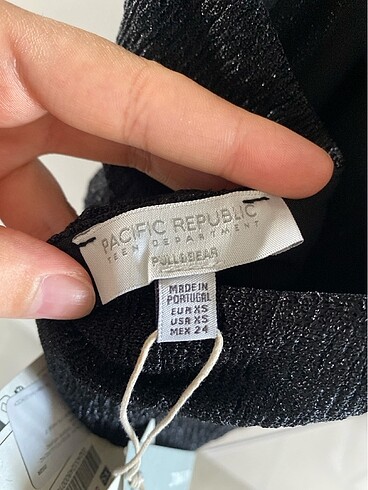 PACIFIC REPUBLIC
TEEN DEPARTMENT
PULL&BEAR
MADE IN
PORTUGAL
EUR XS
USA XS
MEX 24